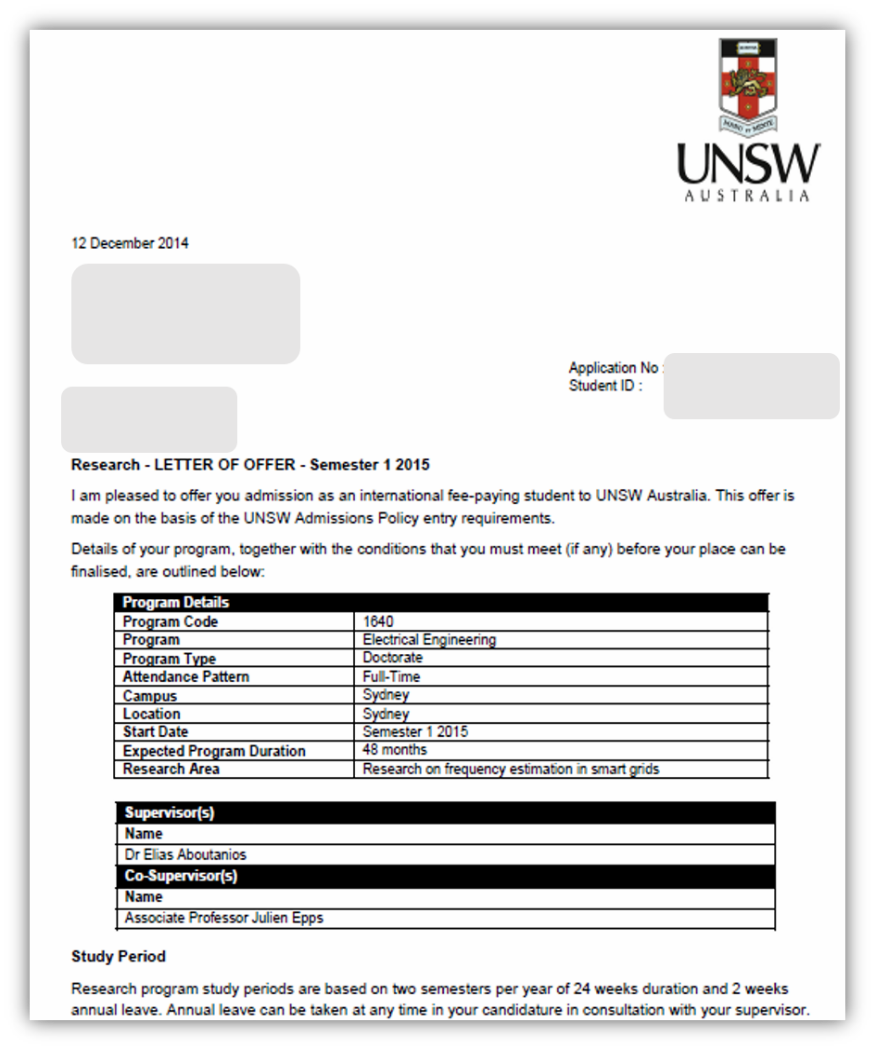 UNSW
AUSTRALIA
12 December 2014
Application No :
Student ID :
Research - LETTER OF OFFER - Semester 1 2015
I am pleased to offer you admission as an international fee-paying student to UNSW Australia. This offer is
made on the basis of the UNSW Admissions Policy entry requirements.
Details of your program, together with the conditions that you must meet (if any) before your place can be
finalised, are outlined below:
Program Details
Program Code 1640
Program Electrical Engineering
Program Type Doctorate
Attendance Pattern Full-Time
Campus Sydney
Location Sydney
Start Date Semester 1 2015
Expected Program Duration 48 months
Research Area Research on frequency estimation in smart grids
Supervisor(s)
Name
Dr Elias Aboutanios
Co-Supervisor(s)
Name
Associate Professor Julien Epps
Study Period
Research program study periods are based on two semesters per year of 24 weeks duration and 2 weeks
annual leave. Annual leave can be taken at any time in your candidature in consultation with your supervisor.